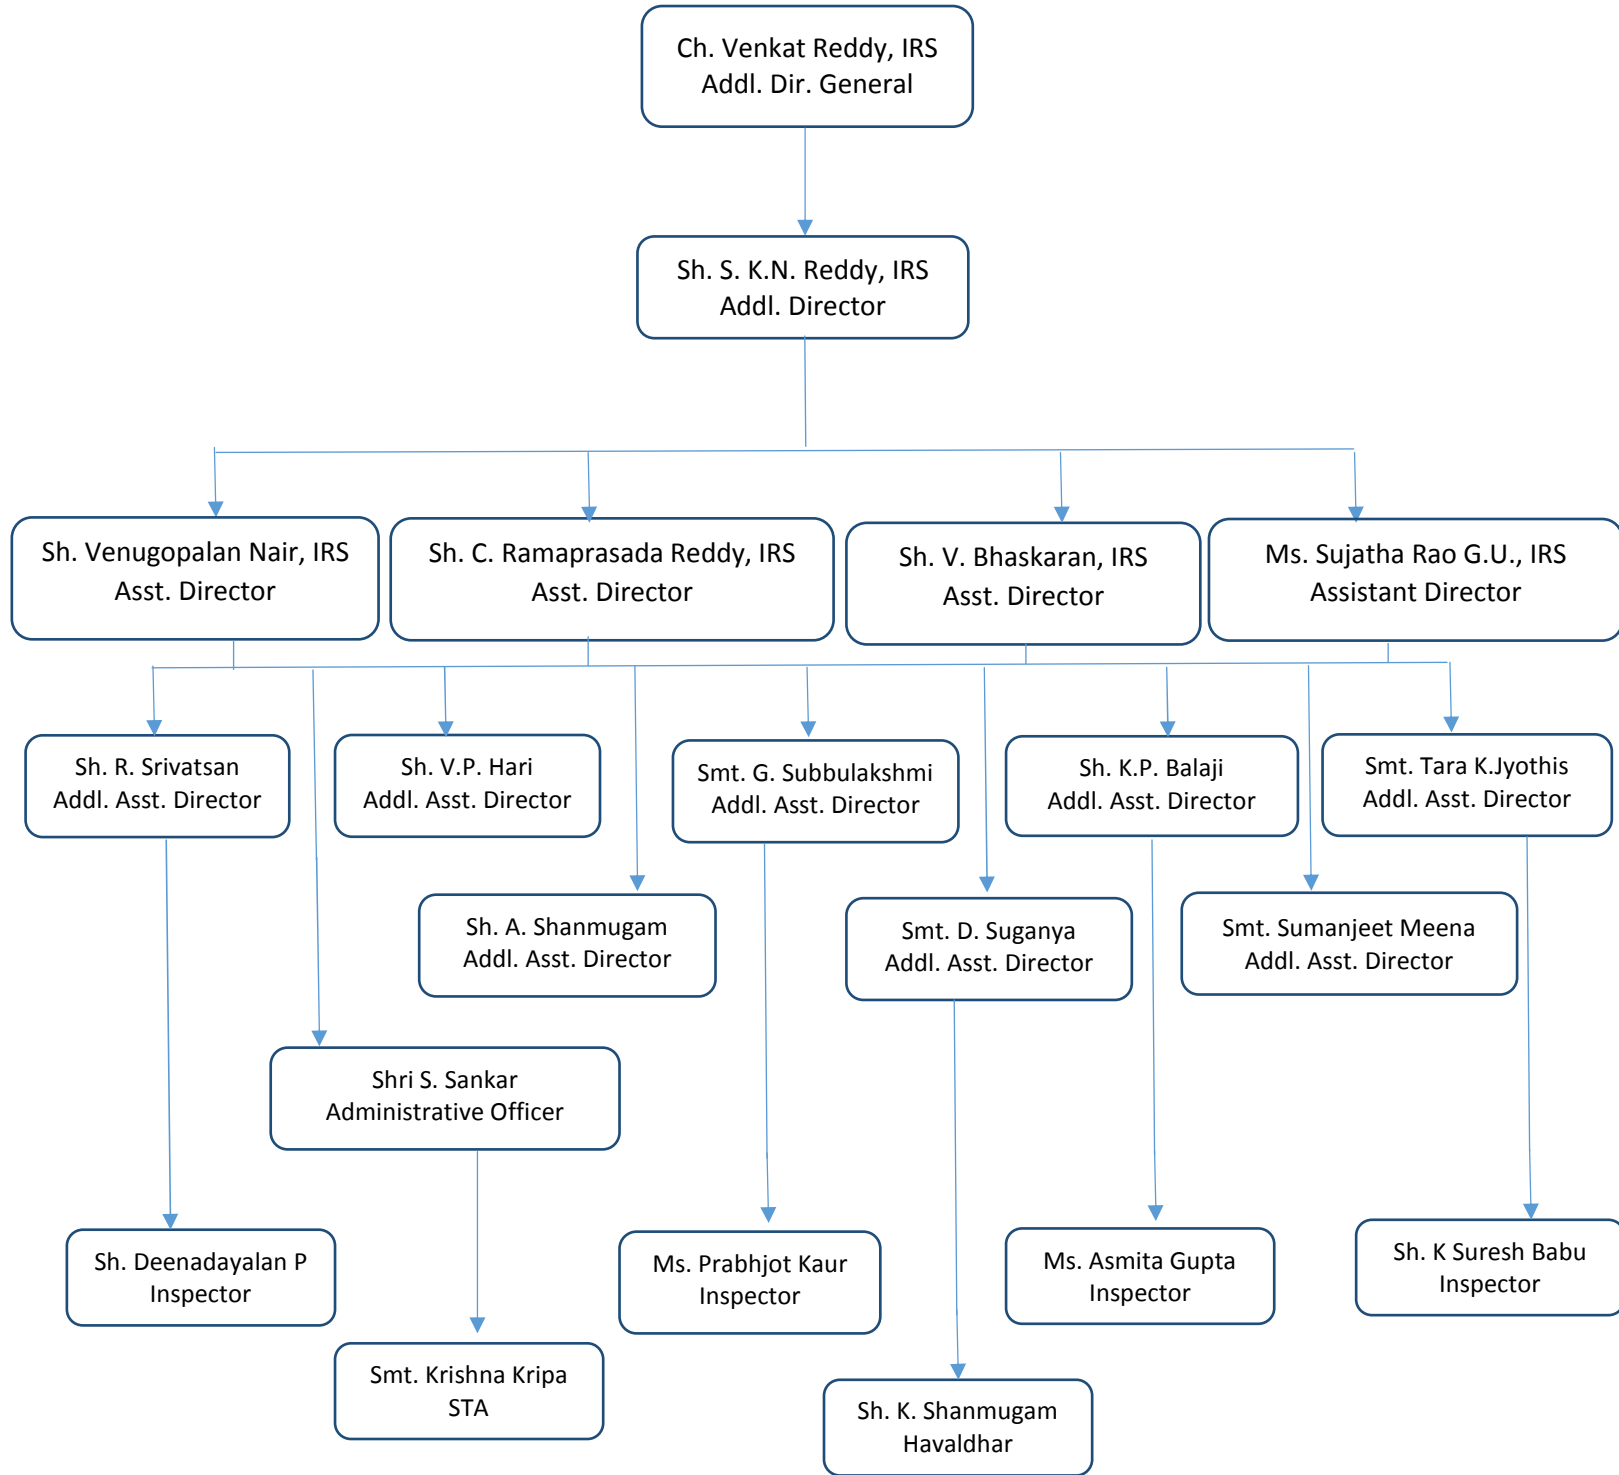 Ch. Venkat Reddy, IRS
Addl. Dir. General
Sh. S. K.N. Reddy, IRS
Addl. Director
Sh. Venugopalan Nair, IRS
Asst. Director
Sh. C. Ramaprasada Reddy, IRS
Asst. Director
Sh. V. Bhaskaran, IRS
Asst. Director
Ms. Sujatha Rao G.U., IRS
Assistant Director
Sh. R. Srivatsan
Addl. Asst. Director
Sh. V.P. Hari
Addl. Asst. Director
Smt. G. Subbulakshmi
Addl. Asst. Director
Sh. K.P. Balaji
Addl. Asst. Director
Smt. Tara K.Jyothis
Addl. Asst. Director
Sh. A. Shanmugam
Addl. Asst. Director
Smt. D. Suganya
Addl. Asst. Director
Smt. Sumanjeet Meena
Addl. Asst. Director
Shri S. Sankar
Administrative Officer
Sh. Deenadayalan P
Inspector
Ms. Prabhjot Kaur
Inspector
Ms. Asmita Gupta
Inspector
Sh. K Suresh Babu
Inspector
Smt. Krishna Kripa
STA
Sh. K. Shanmugam
Havaldhar